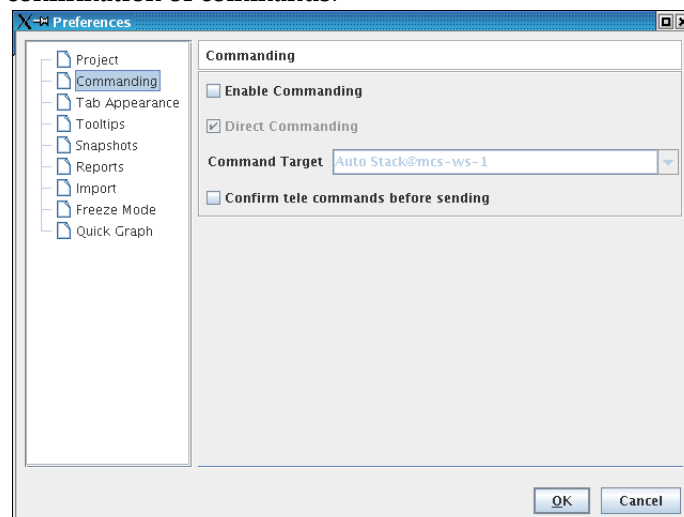 Preferences
Project
Commanding
Tab Appearance
Tooltips
Snapshots
Reports
Import
Freeze Mode
Quick Graph
Commanding
Enable Commanding
Direct Commanding
Command Target Auto Stack@mcs-ws-1
Confirm tele commands before sending
OK Cancel